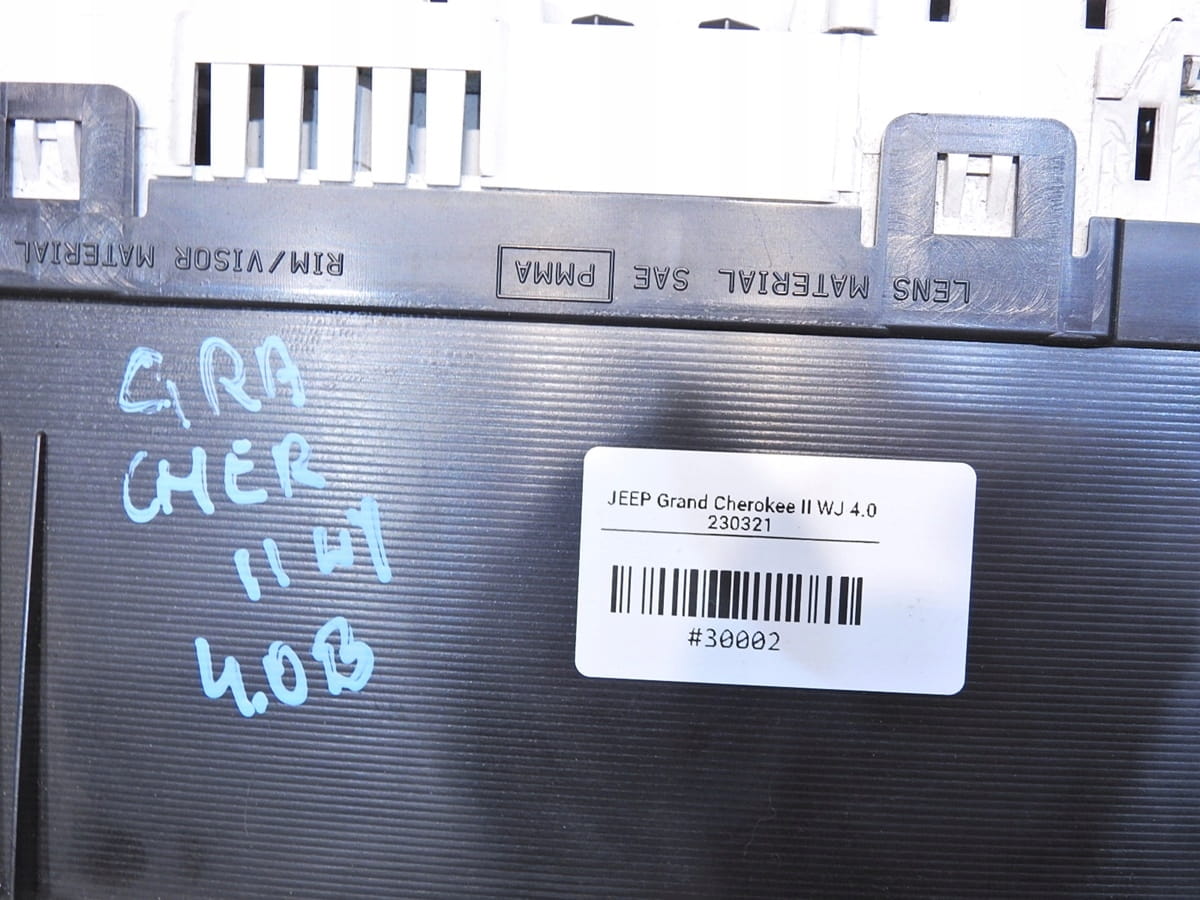 LENS MATERIAL SAE PMMA
RIM/VISOR MATERIAL
GRA
CHER
II WJ
4.0B
JEEP Grand Cherokee II WJ 4.0
230321
#30002